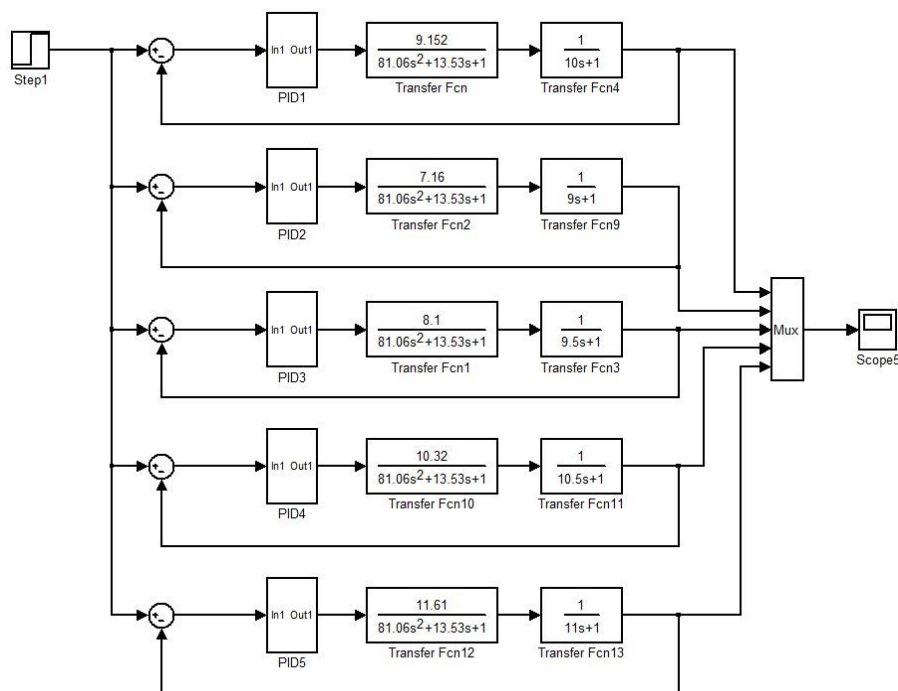 Step1
In1 Out1
PID1
9.152
81.06s²+13.53s+1
Transfer Fcn
1
10s+1
Transfer Fcn4
In1 Out1
PID2
7.16
81.06s²+13.53s+1
Transfer Fcn2
1
9s+1
Transfer Fcn9
In1 Out1
PID3
8.1
81.06s²+13.53s+1
Transfer Fcn1
1
9.5s+1
Transfer Fcn3
Mux
Scope5
In1 Out1
PID4
10.32
81.06s²+13.53s+1
Transfer Fcn10
1
10.5s+1
Transfer Fcn11
In1 Out1
PID5
11.61
81.06s²+13.53s+1
Transfer Fcn12
1
11s+1
Transfer Fcn13